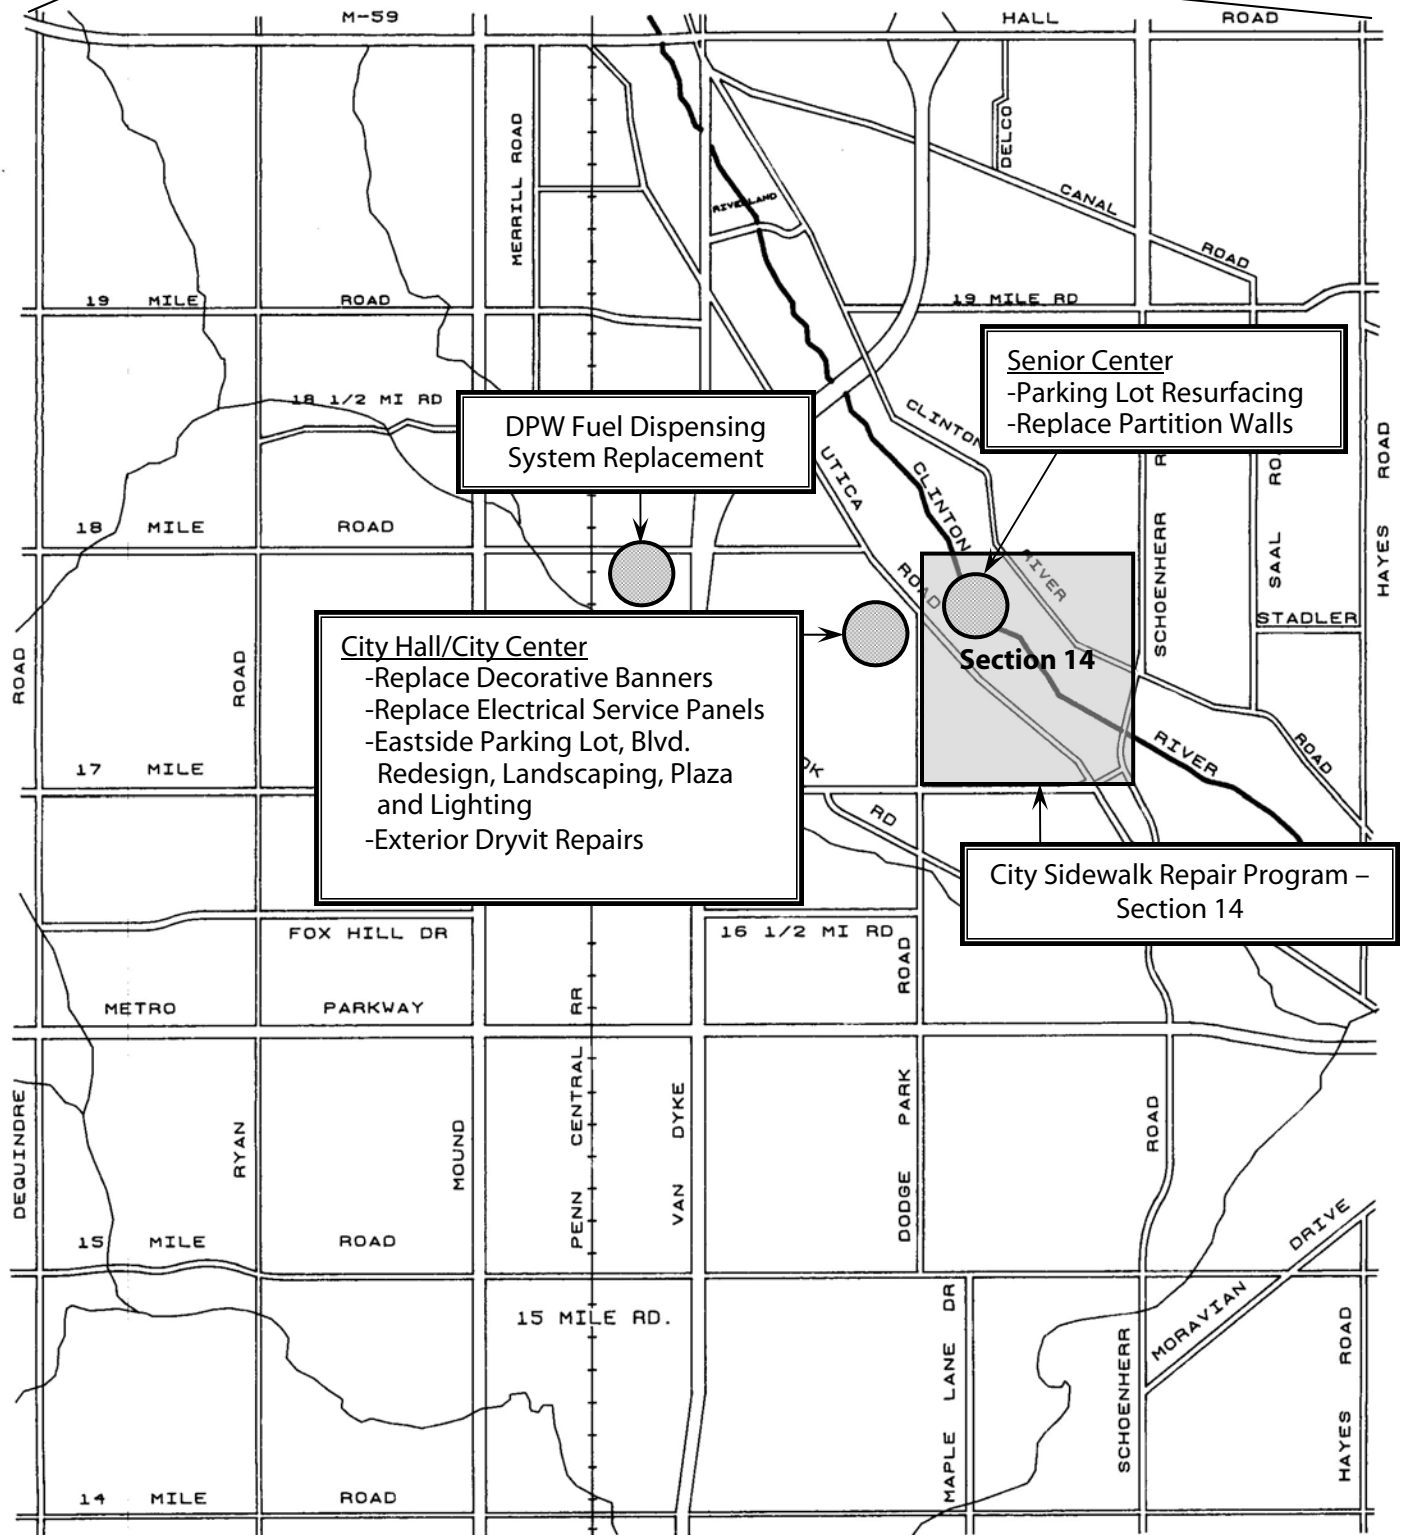 M-59
HALL ROAD
MERRILL ROAD
DELCO
CANAL ROAD
RIVERLAND
19 MILE ROAD
19 MILE RD
Senior Center
-Parking Lot Resurfacing
-Replace Partition Walls
18 1/2 MI RD
DPW Fuel Dispensing
System Replacement
CLINTON
RIVER
ROAD
UTICA
ROAD
CLINTON
RIVER
18 MILE ROAD
SCHOENHERR
SAAL
HAYES ROAD
STADLER
Section 14
City Hall/City Center
-Replace Decorative Banners
-Replace Electrical Service Panels
-Eastside Parking Lot, Blvd.
Redesign, Landscaping, Plaza
and Lighting
-Exterior Dryvit Repairs
ROAD
ROAD
17 MILE
RD
City Sidewalk Repair Program –
Section 14
FOX HILL DR
16 1/2 MI RD
METRO PARKWAY
DEQUINDRE
RYAN
MOUND
PENN CENTRAL RR
VAN DYKE
DODGE PARK ROAD
ROAD
15 MILE ROAD
15 MILE RD.
MAPLE LANE DR
SCHOENHERR
MORAVIAN DRIVE
HAYES ROAD
14 MILE ROAD